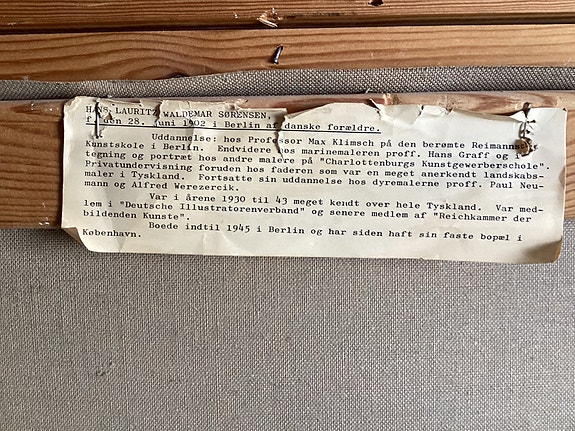 HANS LAURITZ WALDEMAR SØRENSEN,
f. den 28. juni 1902 i Berlin af danske forældre.
Uddannelse: hos Professor Max Klimsch på den berømte Reimannsche
Kunstskole i Berlin. Endvidere hos marinemaleren proff. Hans Graff og i
tegning og portræt hos andre malere på "Charlottenburgs Kunstgewerberschole".
Privatundervisning foruden hos faderen som var en meget anerkendt landskabs-
maler i Tyskland. Fortsatte sin uddannelse hos dyremalerne proff. Paul Neu-
mann og Alfred Werezercik.
Var i årene 1930 til 43 meget kendt over hele Tyskland. Var med-
lem i "Deutsche Illustratorenverband" og senere medlem af "Reichkammer der
bildenden Kunste".
Boede indtil 1945 i Berlin og har siden haft sin faste bopæl i
København.